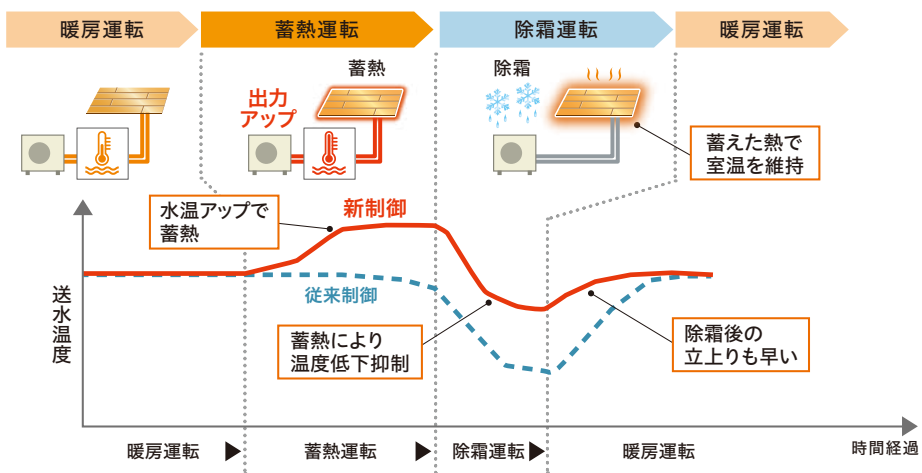 暖房運転
蓄熱運転
除霜運転
暖房運転
蓄熱
出力
アップ
除霜
蓄えた熱で
室温を維持
水温アップで
蓄熱
新制御
従来制御
送水温度
蓄熱により
温度低下抑制
除霜後の
立上りも早い
暖房運転
蓄熱運転
除霜運転
暖房運転
時間経過